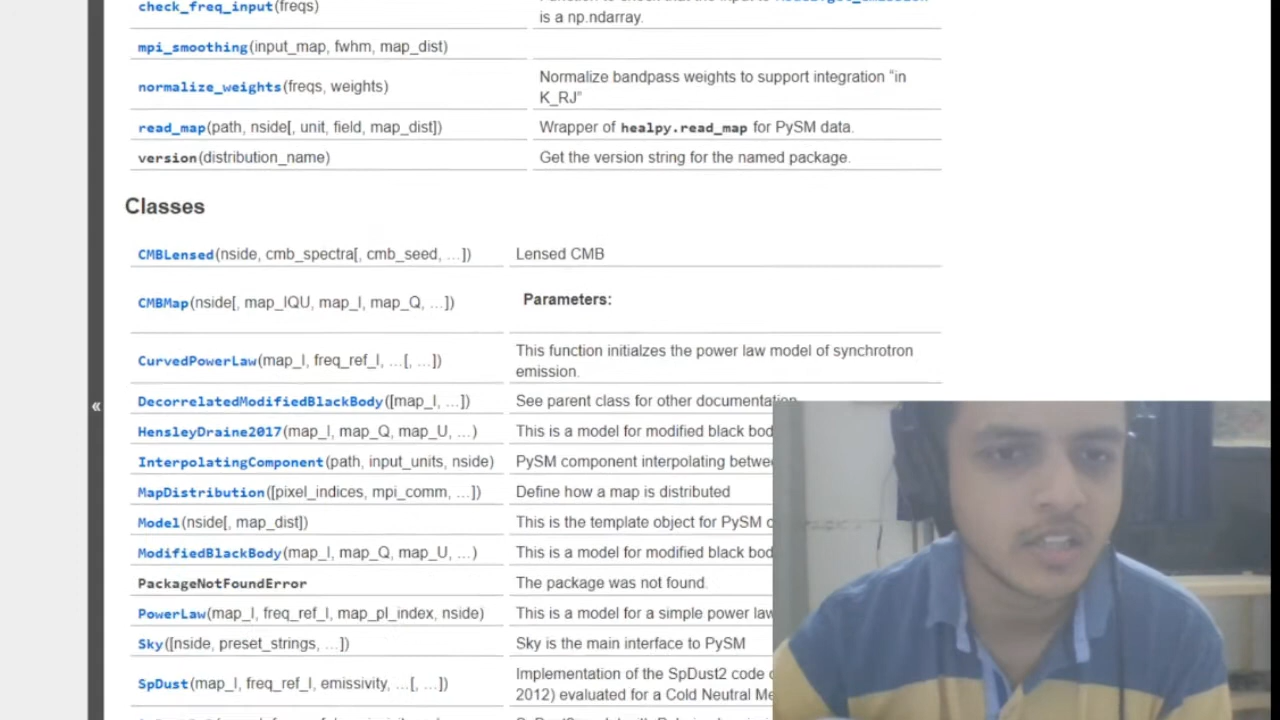 check_freq_input(freqs)
is a np.ndarray.
mpi_smoothing(input_map, fwhm, map_dist)
normalize_weights(freqs, weights)
Normalize bandpass weights to support integration “in
K_RJ”
read_map(path, nside[, unit, field, map_dist])
Wrapper of healpy.read_map for PySM data.
version(distribution_name)
Get the version string for the named package.
Classes
CMBLensed(nside, cmb_spectra[, cmb_seed, …])
Lensed CMB
CMBMap(nside[, map_IQU, map_I, map_Q, …])
Parameters:
CurvedPowerLaw(map_I, freq_ref_I, …[, …])
This function initialzes the power law model of synchrotron
emission.
DecorrelatedModifiedBlackBody([map_I, …])
See parent class for other documentation.
HensleyDraine2017(map_I, map_Q, map_U, …)
This is a model for modified black bod
InterpolatingComponent(path, input_units, nside)
PySM component interpolating betwe
MapDistribution([pixel_indices, mpi_comm, …])
Define how a map is distributed
Model(nside[, map_dist])
This is the template object for PySM
ModifiedBlackBody(map_I, map_Q, map_U, …)
This is a model for modified black bod
PackageNotFoundError
The package was not found.
PowerLaw(map_I, freq_ref_I, map_pl_index, nside)
This is a model for a simple power law
Sky([nside, preset_strings, …])
Sky is the main interface to PySM
SpDust(map_I, freq_ref_I, emissivity, …[, …])
Implementation of the SpDust2 code
2012) evaluated for a Cold Neutral Me
«